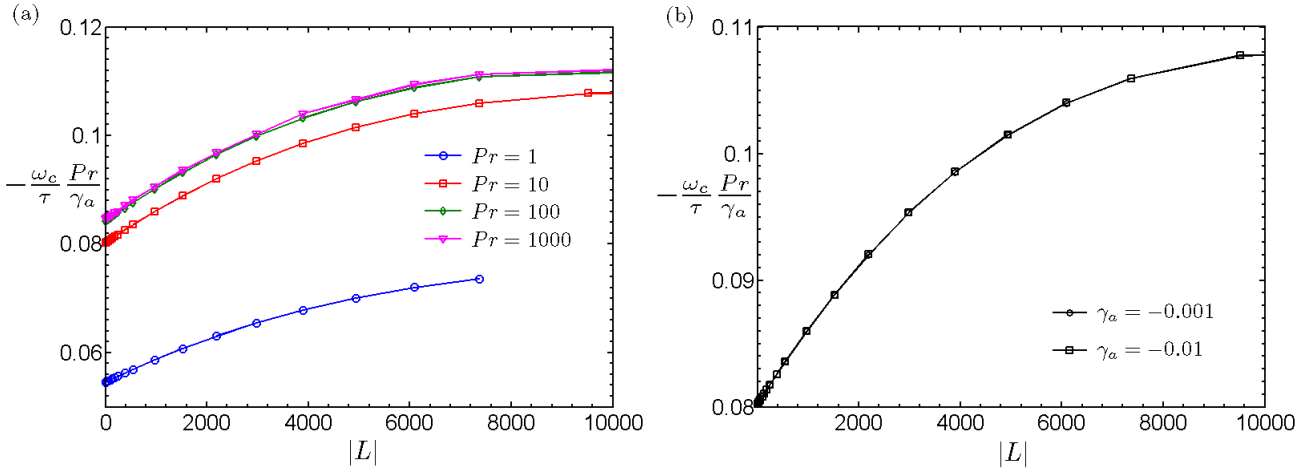 (a)
0.12
0.1
0.08
0.06
−ω_c/τ Pr/γ_a
Pr = 1
Pr = 10
Pr = 100
Pr = 1000
0 2000 4000 6000 8000 10000
|L|
(b)
0.11
0.1
0.09
0.08
−ω_c/τ Pr/γ_a
γ_a = −0.001
γ_a = −0.01
2000 4000 6000 8000 10000
|L|